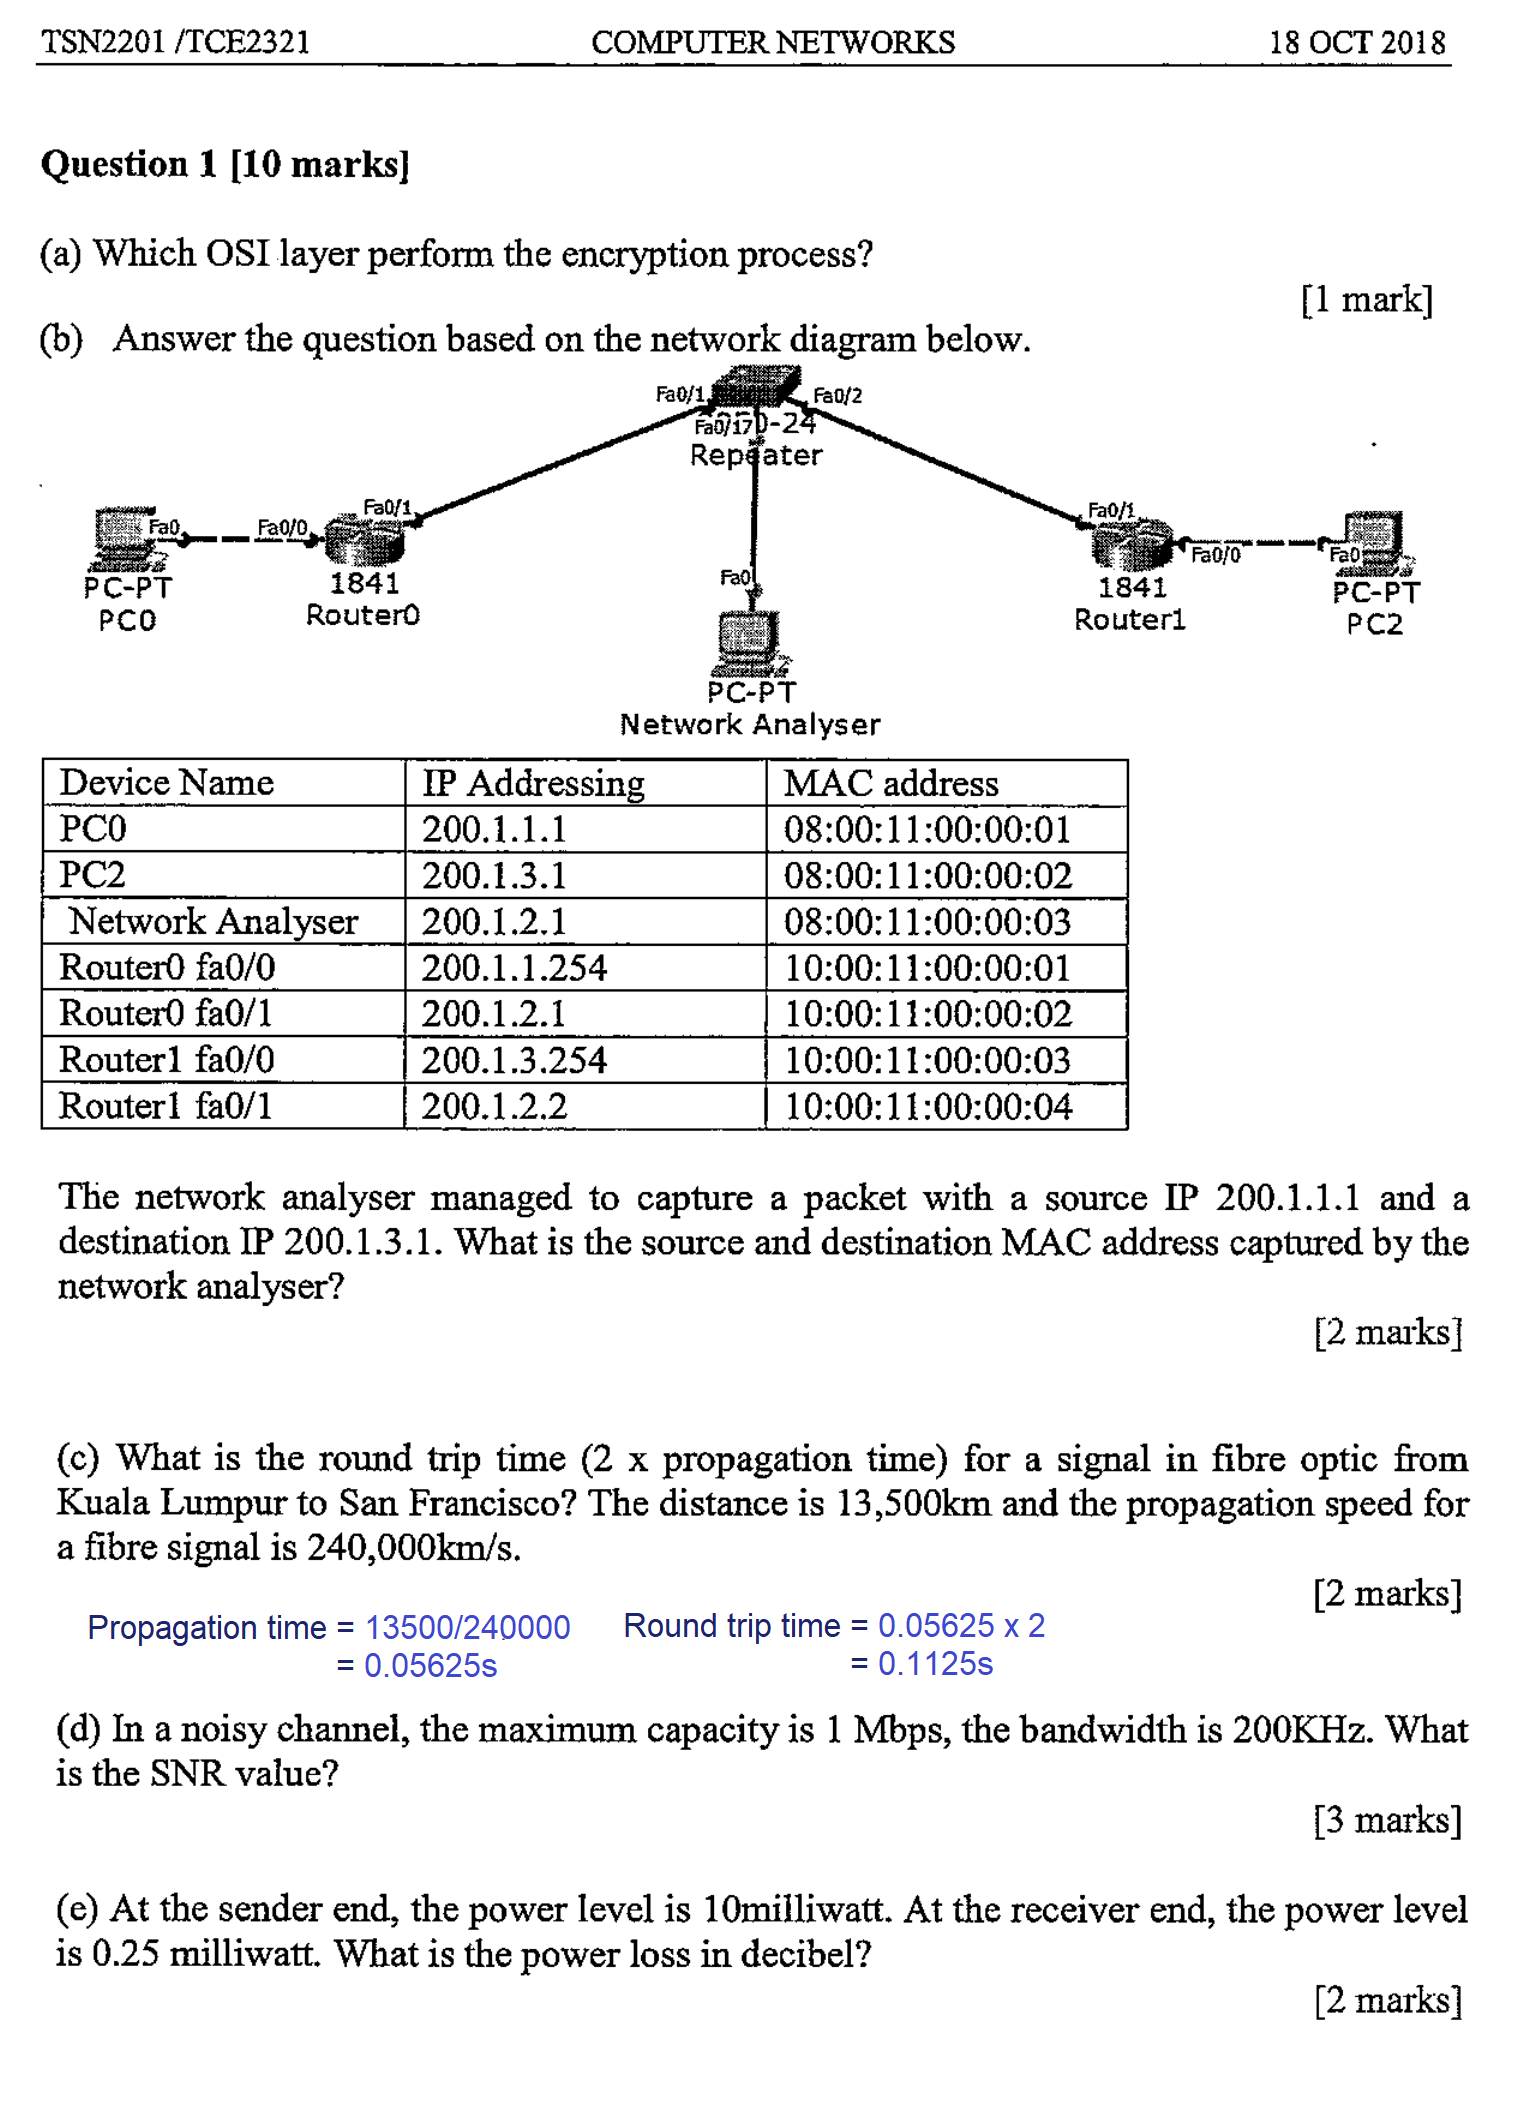 TSN2201 /TCE2321 COMPUTER NETWORKS 18 OCT 2018
Question 1 [10 marks]
(a) Which OSI layer perform the encryption process?
[1 mark]
(b) Answer the question based on the network diagram below.
Fa0/1 Fa0/2
Fa0/17 -24
Repeater
Fa0 Fa0/0 Fa0/1 Fa0/1 Fa0/0 Fa0
PC-PT 1841 Fa0 1841 PC-PT
PC0 Router0 Router1 PC2
PC-PT
Network Analyser
Device Name IP Addressing MAC address
PC0 200.1.1.1 08:00:11:00:00:01
PC2 200.1.3.1 08:00:11:00:00:02
Network Analyser 200.1.2.1 08:00:11:00:00:03
Router0 fa0/0 200.1.1.254 10:00:11:00:00:01
Router0 fa0/1 200.1.2.1 10:00:11:00:00:02
Router1 fa0/0 200.1.3.254 10:00:11:00:00:03
Router1 fa0/1 200.1.2.2 10:00:11:00:00:04
The network analyser managed to capture a packet with a source IP 200.1.1.1 and a
destination IP 200.1.3.1. What is the source and destination MAC address captured by the
network analyser?
[2 marks]
(c) What is the round trip time (2 x propagation time) for a signal in fibre optic from
Kuala Lumpur to San Francisco? The distance is 13,500km and the propagation speed for
a fibre signal is 240,000km/s.
[2 marks]
Propagation time = 13500/240000 Round trip time = 0.05625 x 2
= 0.05625s = 0.1125s
(d) In a noisy channel, the maximum capacity is 1 Mbps, the bandwidth is 200KHz. What
is the SNR value?
[3 marks]
(e) At the sender end, the power level is 10milliwatt. At the receiver end, the power level
is 0.25 milliwatt. What is the power loss in decibel?
[2 marks]